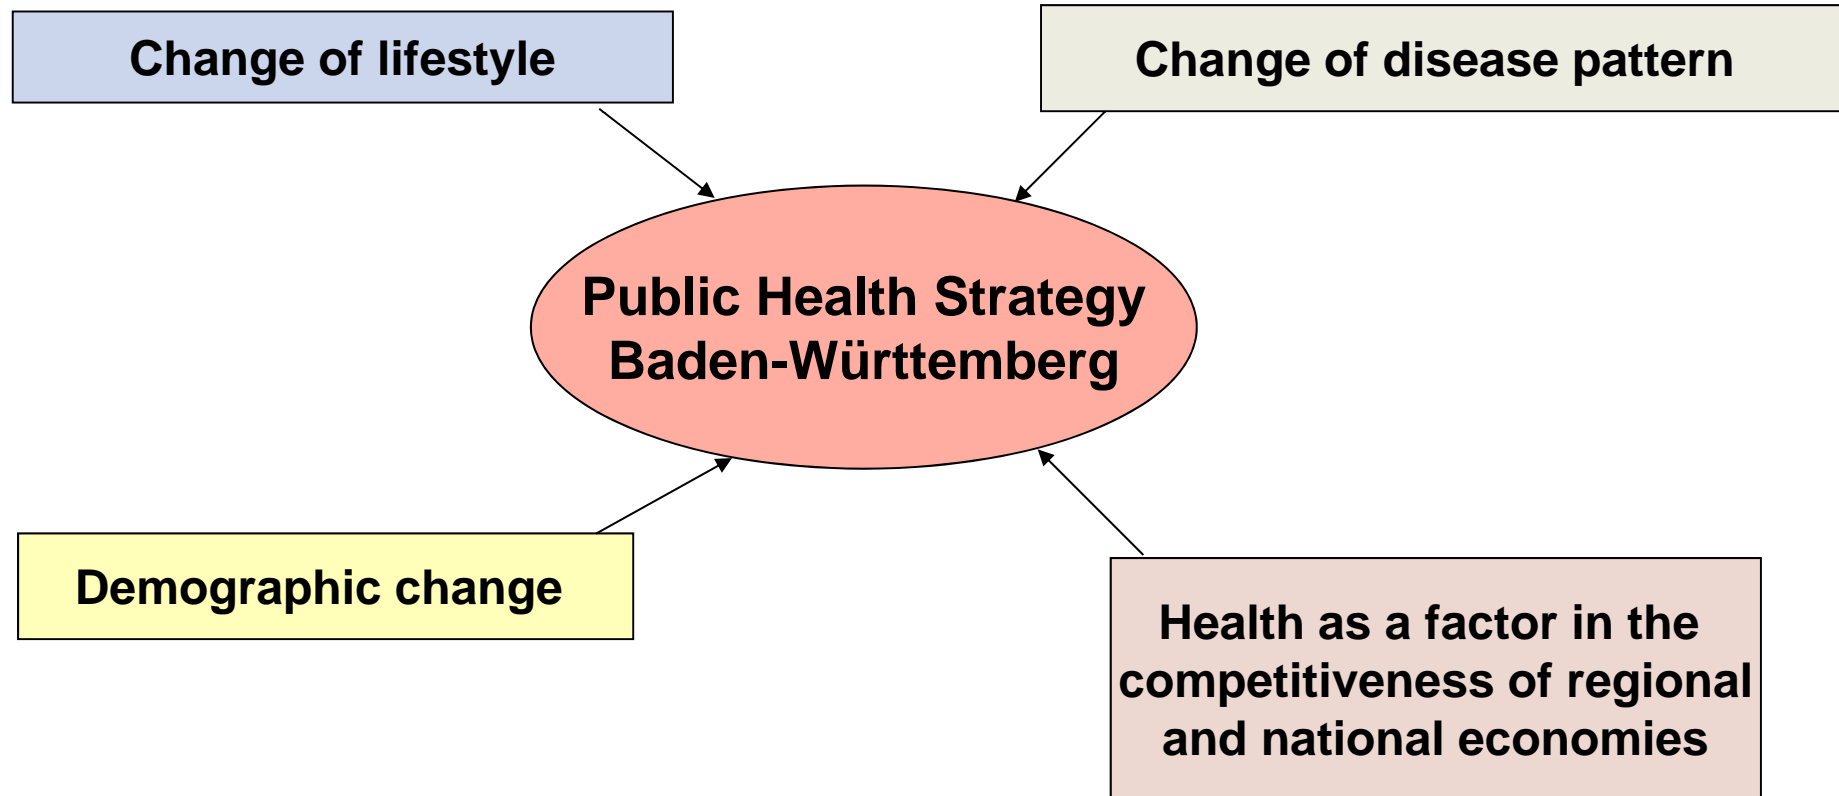 Change of lifestyle
Change of disease pattern
Public Health Strategy
Baden-Württemberg
Demographic change
Health as a factor in the
competitiveness of regional
and national economies